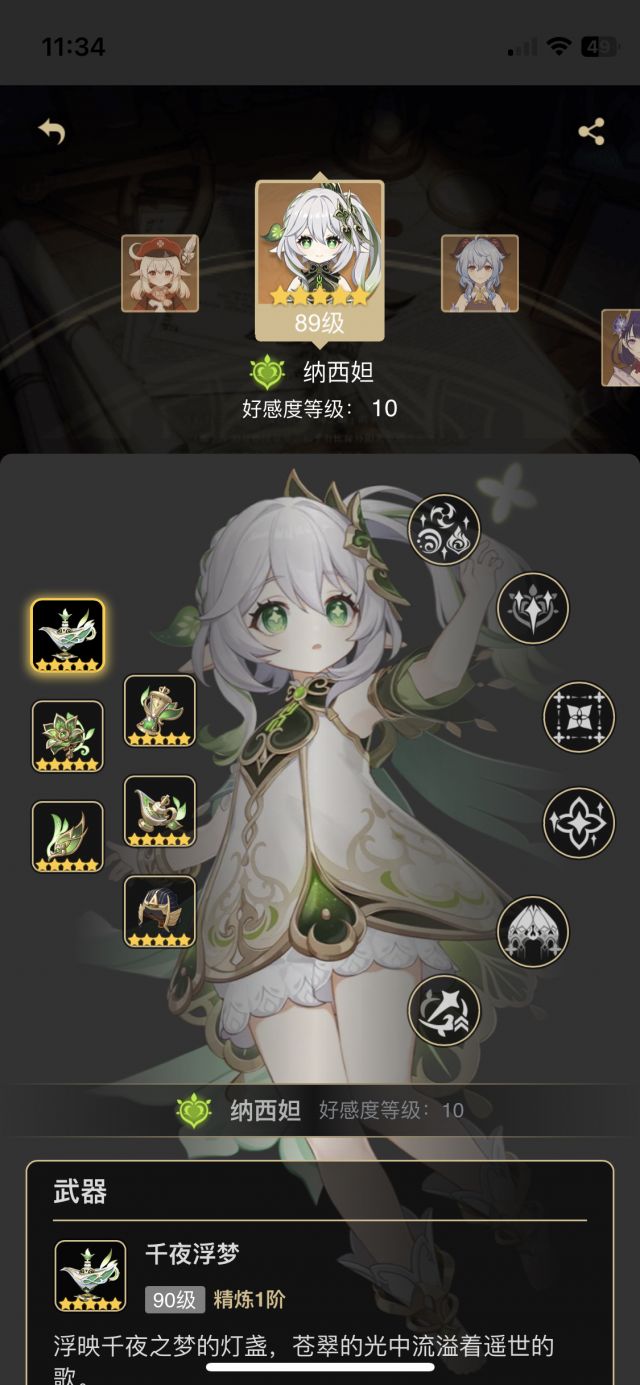 11:34
49
89级
纳西妲
好感度等级： 10
纳西妲 好感度等级：10
武器
千夜浮梦
90级 精炼1阶
浮映千夜之梦的灯盏，苍翠的光中流溢着遥世的
歌。